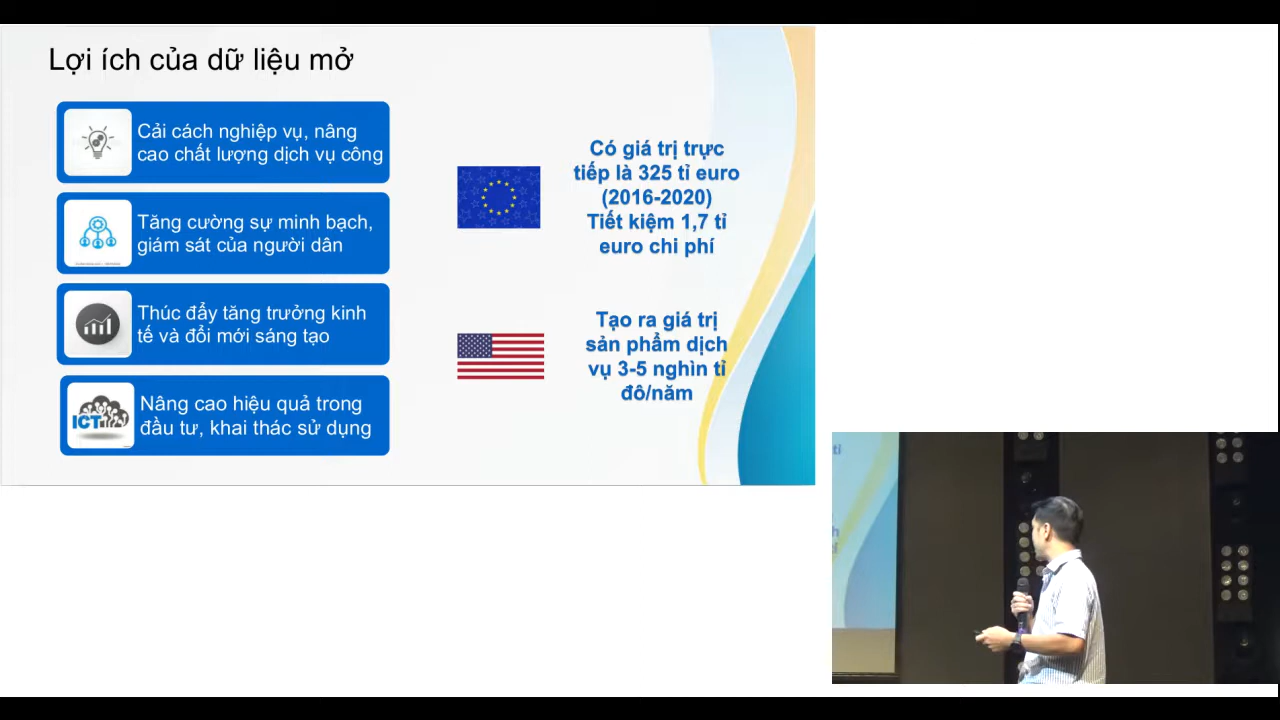 Lợi ích của dữ liệu mở
Cải cách nghiệp vụ, nâng
cao chất lượng dịch vụ công
Tăng cường sự minh bạch,
giám sát của người dân
Thúc đẩy tăng trưởng kinh
tế và đổi mới sáng tạo
ICT
Nâng cao hiệu quả trong
đầu tư, khai thác sử dụng
Có giá trị trực
tiếp là 325 tỉ euro
(2016-2020)
Tiết kiệm 1,7 tỉ
euro chi phí
Tạo ra giá trị
sản phẩm dịch
vụ 3-5 nghìn tỉ
đô/năm